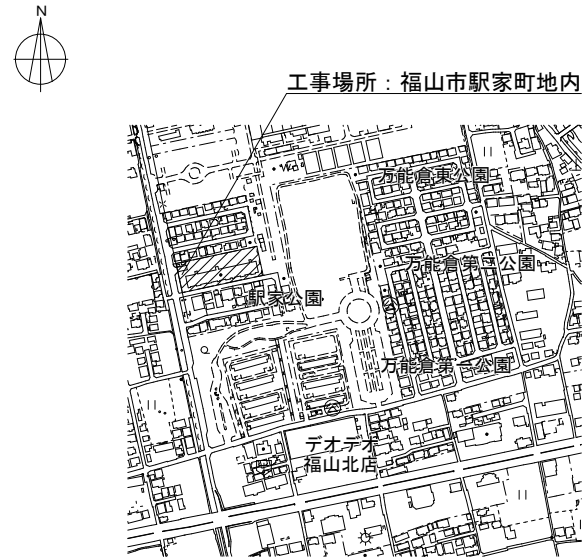 N
工事場所：福山市駅家町地内
万能倉東公園
万能倉第二公園
駅家公園
万能倉第一公園
デオデオ
福山北店